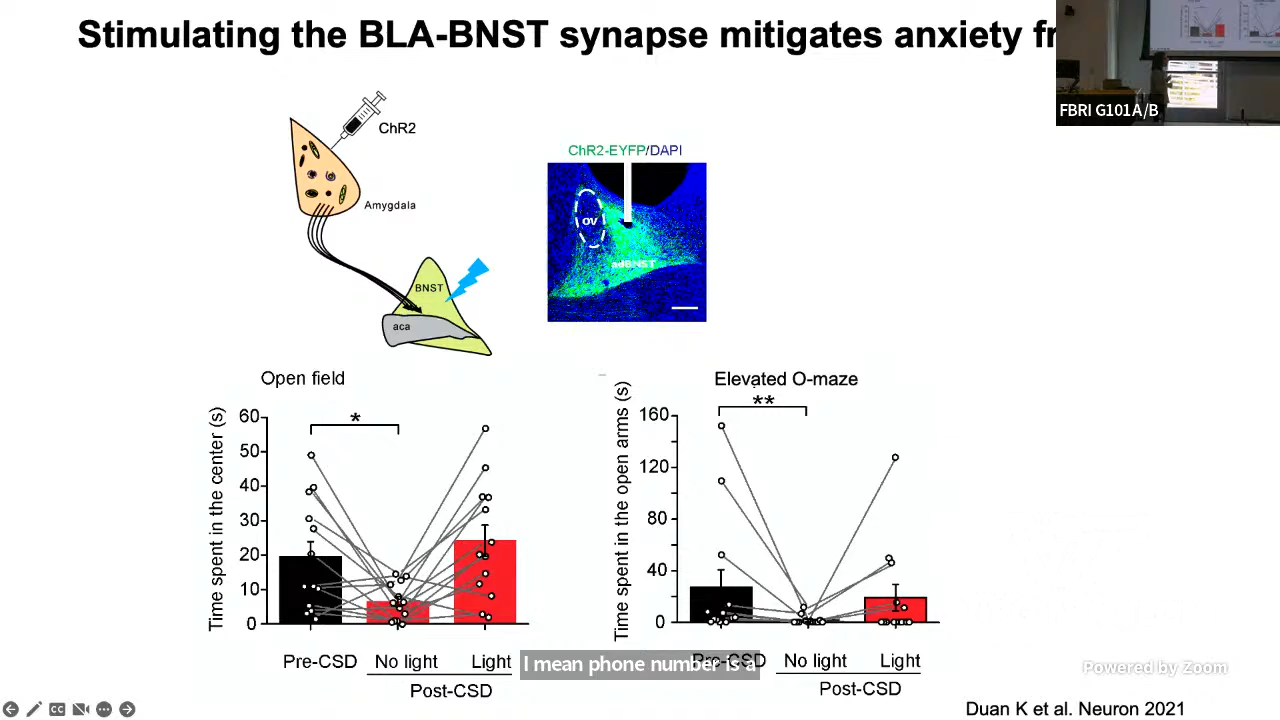 Stimulating the BLA-BNST synapse mitigates anxiety
FBRI G101A/B
ChR2
Amygdala
BNST
aca
ChR2-EYFP/DAPI
ov
adBNST
Open field
*
Time spent in the center (s)
60
50
40
30
20
10
0
Pre-CSD
No light
Light
Post-CSD
Elevated O-maze
**
Time spent in the open arms (s)
160
120
80
40
0
Pre-CSD
No light
Light
Post-CSD
I mean phone number is a
Powered by Zoom
CC
Duan K et al. Neuron 2021